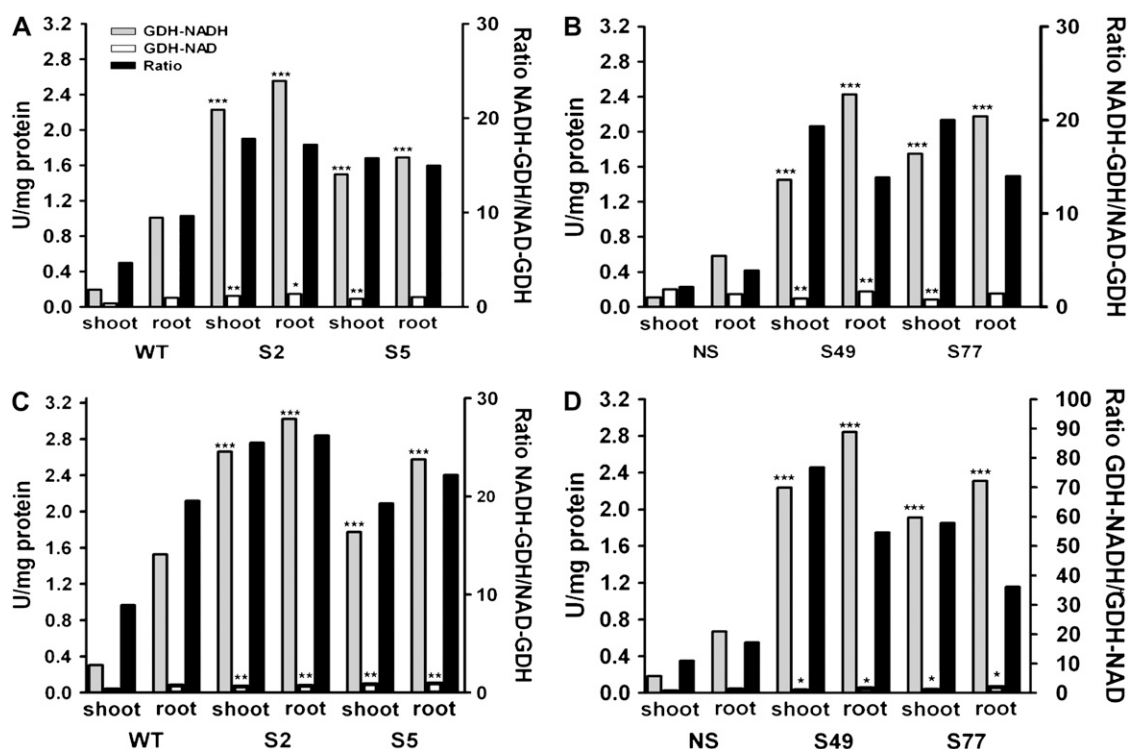 A
GDH-NADH
GDH-NAD
Ratio
3.2
2.8
2.4
2.0
1.6
1.2
0.8
0.4
0.0
U/mg protein
30
20
10
0
Ratio NADH-GDH/NAD-GDH
*** *** *** ***
** * **
shoot root shoot root shoot root
WT S2 S5
B
3.2
2.8
2.4
2.0
1.6
1.2
0.8
0.4
0.0
U/mg protein
30
20
10
0
Ratio NADH-GDH/NAD-GDH
*** *** *** ***
** ** **
shoot root shoot root shoot root
NS S49 S77
C
3.2
2.8
2.4
2.0
1.6
1.2
0.8
0.4
0.0
U/mg protein
30
20
10
0
Ratio NADH-GDH/NAD-GDH
*** *** *** ***
** ** ** **
shoot root shoot root shoot root
WT S2 S5
D
3.2
2.8
2.4
2.0
1.6
1.2
0.8
0.4
0.0
U/mg protein
100
90
80
70
60
50
40
30
20
10
0
Ratio GDH-NADH/GDH-NAD
*** *** *** ***
* * * *
shoot root shoot root shoot root
NS S49 S77